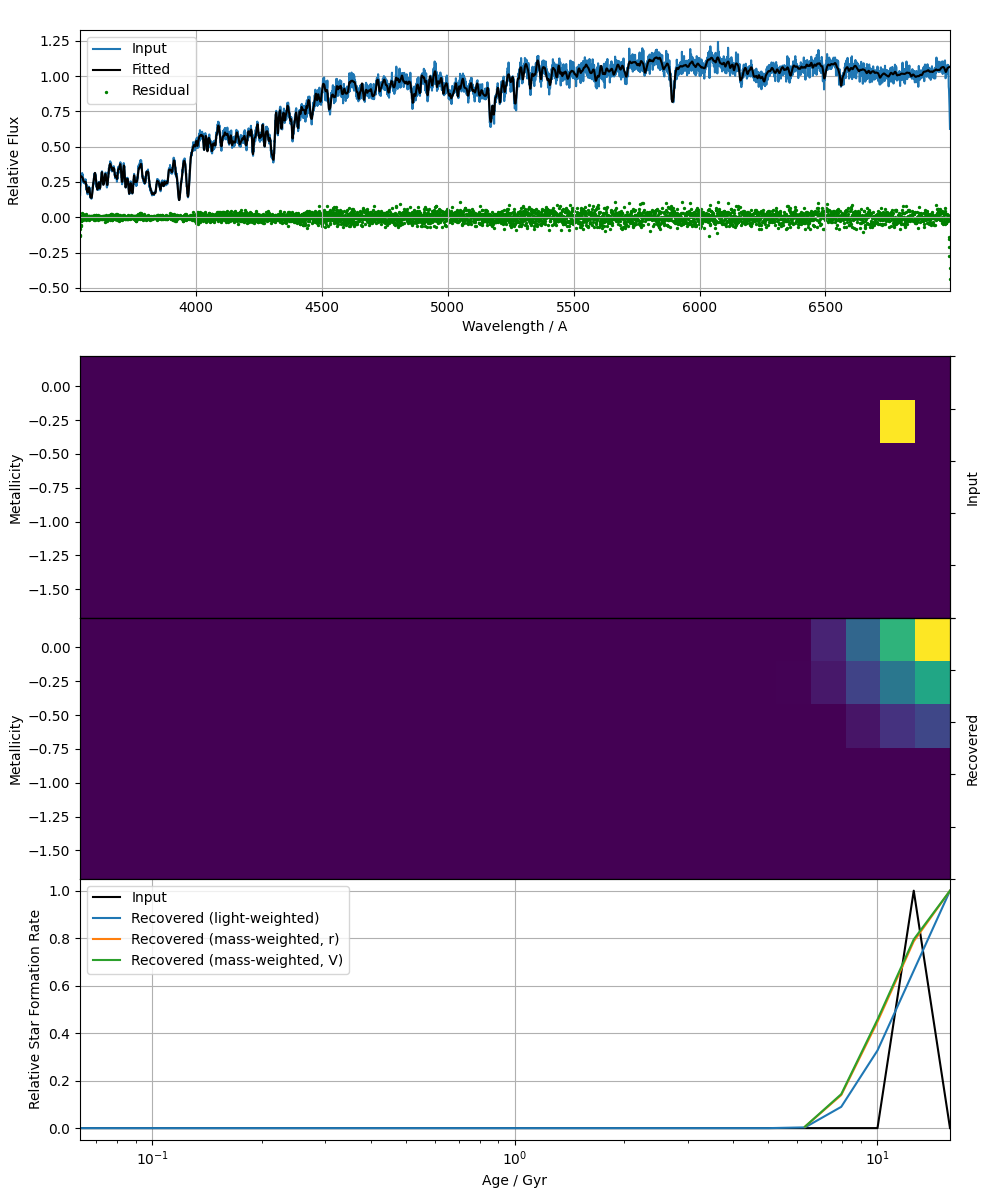 1.25
1.00
0.75
0.50
0.25
0.00
−0.25
−0.50
Relative Flux
Input
Fitted
Residual
4000 4500 5000 5500 6000 6500
Wavelength / A
0.00
−0.25
−0.50
−0.75
−1.00
−1.25
−1.50
Metallicity
Input
0.00
−0.25
−0.50
−0.75
−1.00
−1.25
−1.50
Metallicity
Recovered
1.0
0.8
0.6
0.4
0.2
0.0
Relative Star Formation Rate
Input
Recovered (light-weighted)
Recovered (mass-weighted, r)
Recovered (mass-weighted, V)
10⁻¹ 10⁰ 10¹
Age / Gyr